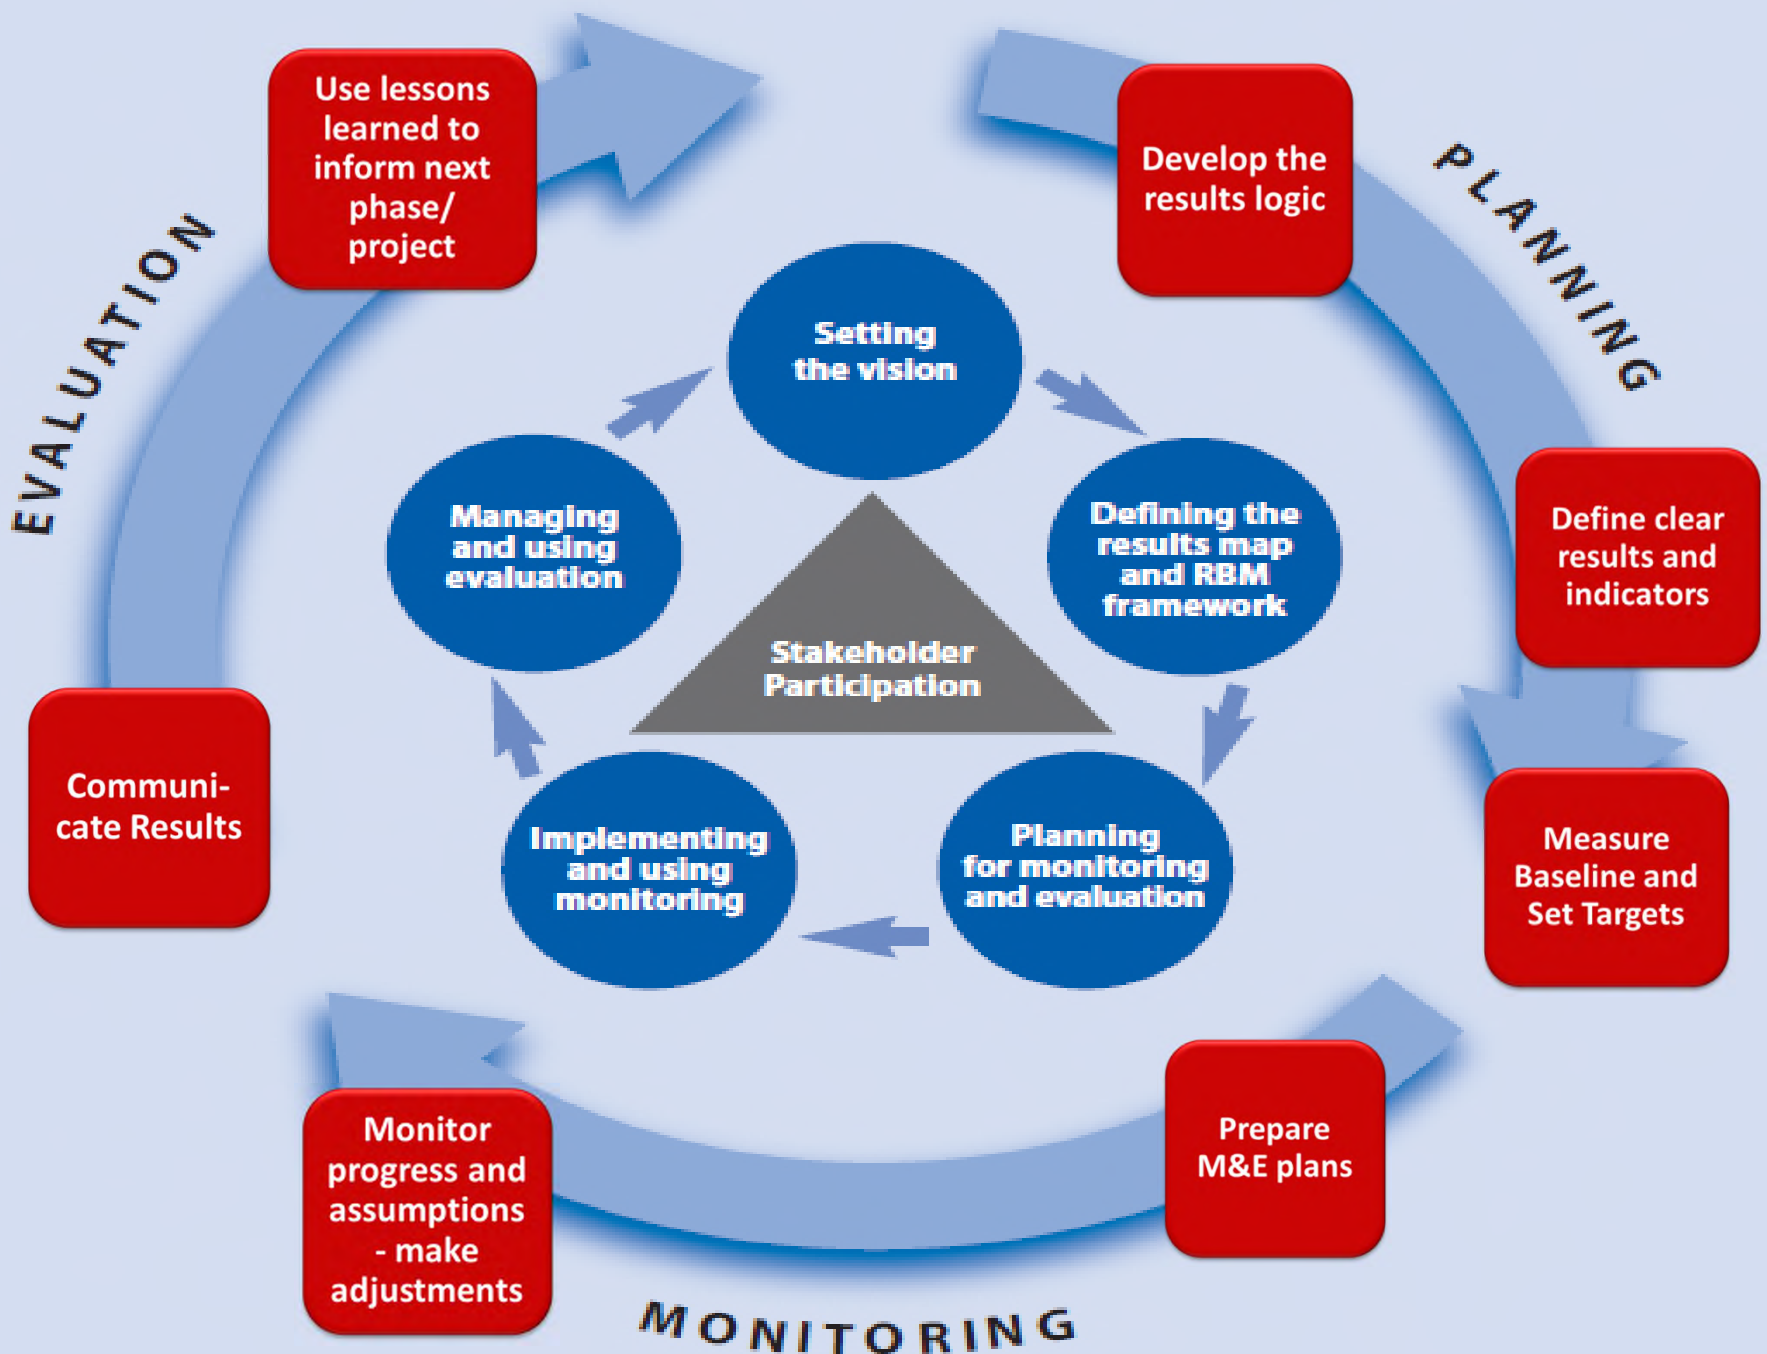 Use lessons
learned to
inform next
phase/
project
Develop the
results logic
PLANNING
Define clear
results and
indicators
Measure
Baseline and
Set Targets
Prepare
M&E plans
MONITORING
Monitor
progress and
assumptions
- make
adjustments
Communi-
cate Results
EVALUATION
Setting
the vision
Defining the
results map
and RBM
framework
Planning
for monitoring
and evaluation
Implementing
and using
monitoring
Managing
and using
evaluation
Stakeholder
Participation